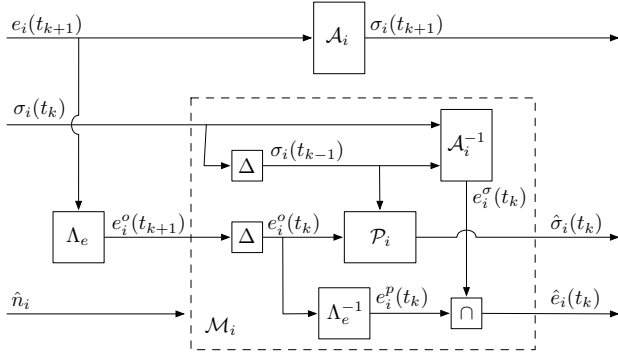 e_i(t_{k+1})
𝒜_i
σ_i(t_{k+1})
σ_i(t_k)
Δ
σ_i(t_{k−1})
𝒜_i^{−1}
e_i^σ(t_k)
Λ_e
e_i^o(t_{k+1})
Δ
e_i^o(t_k)
𝒫_i
σ̂_i(t_k)
n̂_i
ℳ_i
Λ_e^{−1}
e_i^p(t_k)
∩
ê_i(t_k)